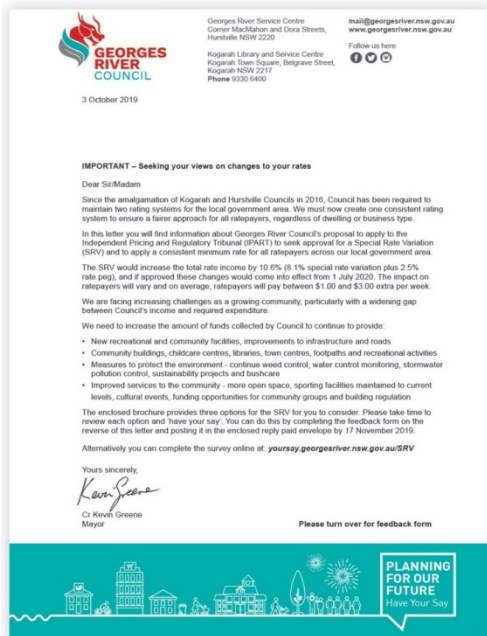 GEORGES
RIVER
COUNCIL
Georges River Service Centre
Corner MacMahon and Dora Streets,
Hurstville NSW 2220
Kogarah Library and Service Centre
Kogarah Town Square, Belgrave Street,
Kogarah NSW 2217
Phone 9330 6400
mail@georgesriver.nsw.gov.au
www.georgesriver.nsw.gov.au
Follow us here
3 October 2019
IMPORTANT – Seeking your views on changes to your rates
Dear Sir/Madam
Since the amalgamation of Kogarah and Hurstville Councils in 2016, Council has been required to
maintain two rating systems for the local government area. We must now create one consistent rating
system to ensure a fairer approach for all ratepayers, regardless of dwelling or business type.
In this letter you will find information about Georges River Council's proposal to apply to the
Independent Pricing and Regulatory Tribunal (IPART) to seek approval for a Special Rate Variation
(SRV) and to apply a consistent minimum rate for all ratepayers across our local government area.
The SRV would increase the total rate income by 10.6% (8.1% special rate variation plus 2.5%
rate peg), and if approved these changes would come into effect from 1 July 2020. The impact on
ratepayers will vary and on average, ratepayers will pay between $1.00 and $3.00 extra per week.
We are facing increasing challenges as a growing community, particularly with a widening gap
between Council's income and required expenditure.
We need to increase the amount of funds collected by Council to continue to provide:
• New recreational and community facilities, improvements to infrastructure and roads
• Community buildings, childcare centres, libraries, town centres, footpaths and recreational activities
• Measures to protect the environment - continue weed control, water control monitoring, stormwater
pollution control, sustainability projects and bushcare
• Improved services to the community - more open space, sporting facilities maintained to current
levels, cultural events, funding opportunities for community groups and building regulation
The enclosed brochure provides three options for the SRV for you to consider. Please take time to
review each option and 'have your say'. You can do this by completing the feedback form on the
reverse of this letter and posting it in the enclosed reply paid envelope by 17 November 2019.
Alternatively you can complete the survey online at: yoursay.georgesriver.nsw.gov.au/SRV
Yours sincerely,
Kevin Greene
Cr Kevin Greene
Mayor
Please turn over for feedback form
PLANNING
FOR OUR
FUTURE
Have Your Say